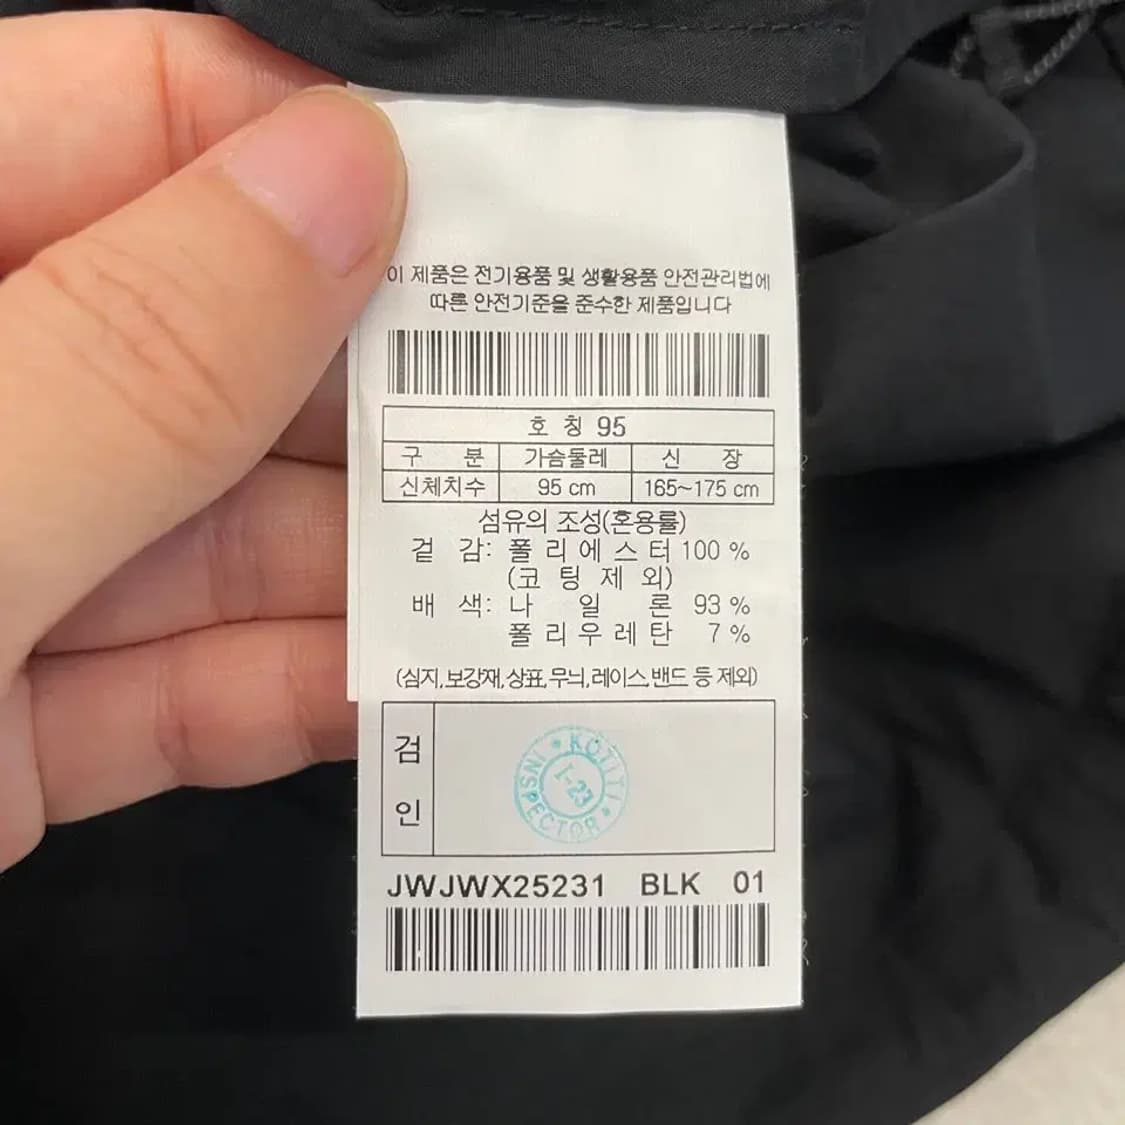 이 제품은 전기용품 및 생활용품 안전관리법에
따른 안전기준을 준수한 제품입니다
호 칭 95
구 분 가슴둘레 신 장
신체치수 95 cm 165~175 cm
섬유의 조성(혼용률)
겉 감: 폴 리 에 스 터 100 %
(코 팅 제 외)
배 색: 나 일 론 93 %
폴 리 우 레 탄 7 %
(심지,보강재,상표,무늬,레이스,밴드 등 제외)
검
인
KOTITI
INSPECTOR
1-23
JWJWX25231 BLK 01